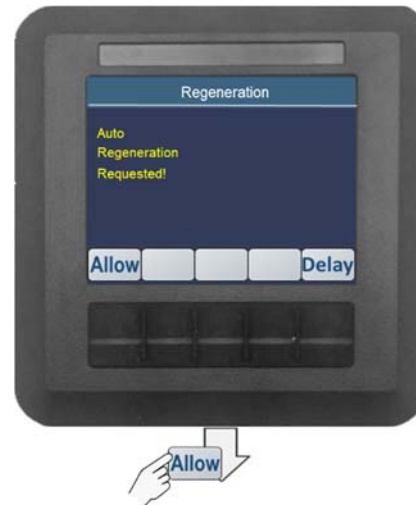 Regeneration
Auto
Regeneration
Requested!
Allow
Delay
Allow